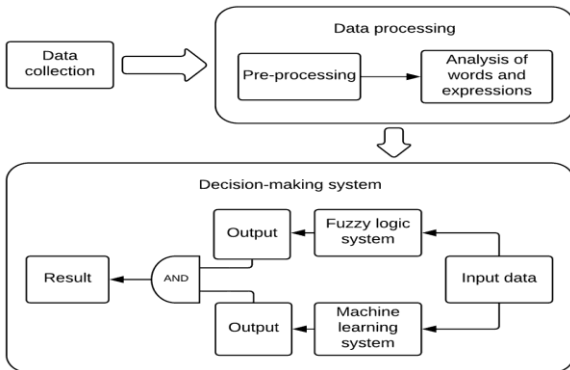 Data
collection
Data processing
Pre-processing
Analysis of
words and
expressions
Decision-making system
Output
Fuzzy logic
system
Result
AND
Input data
Output
Machine
learning
system